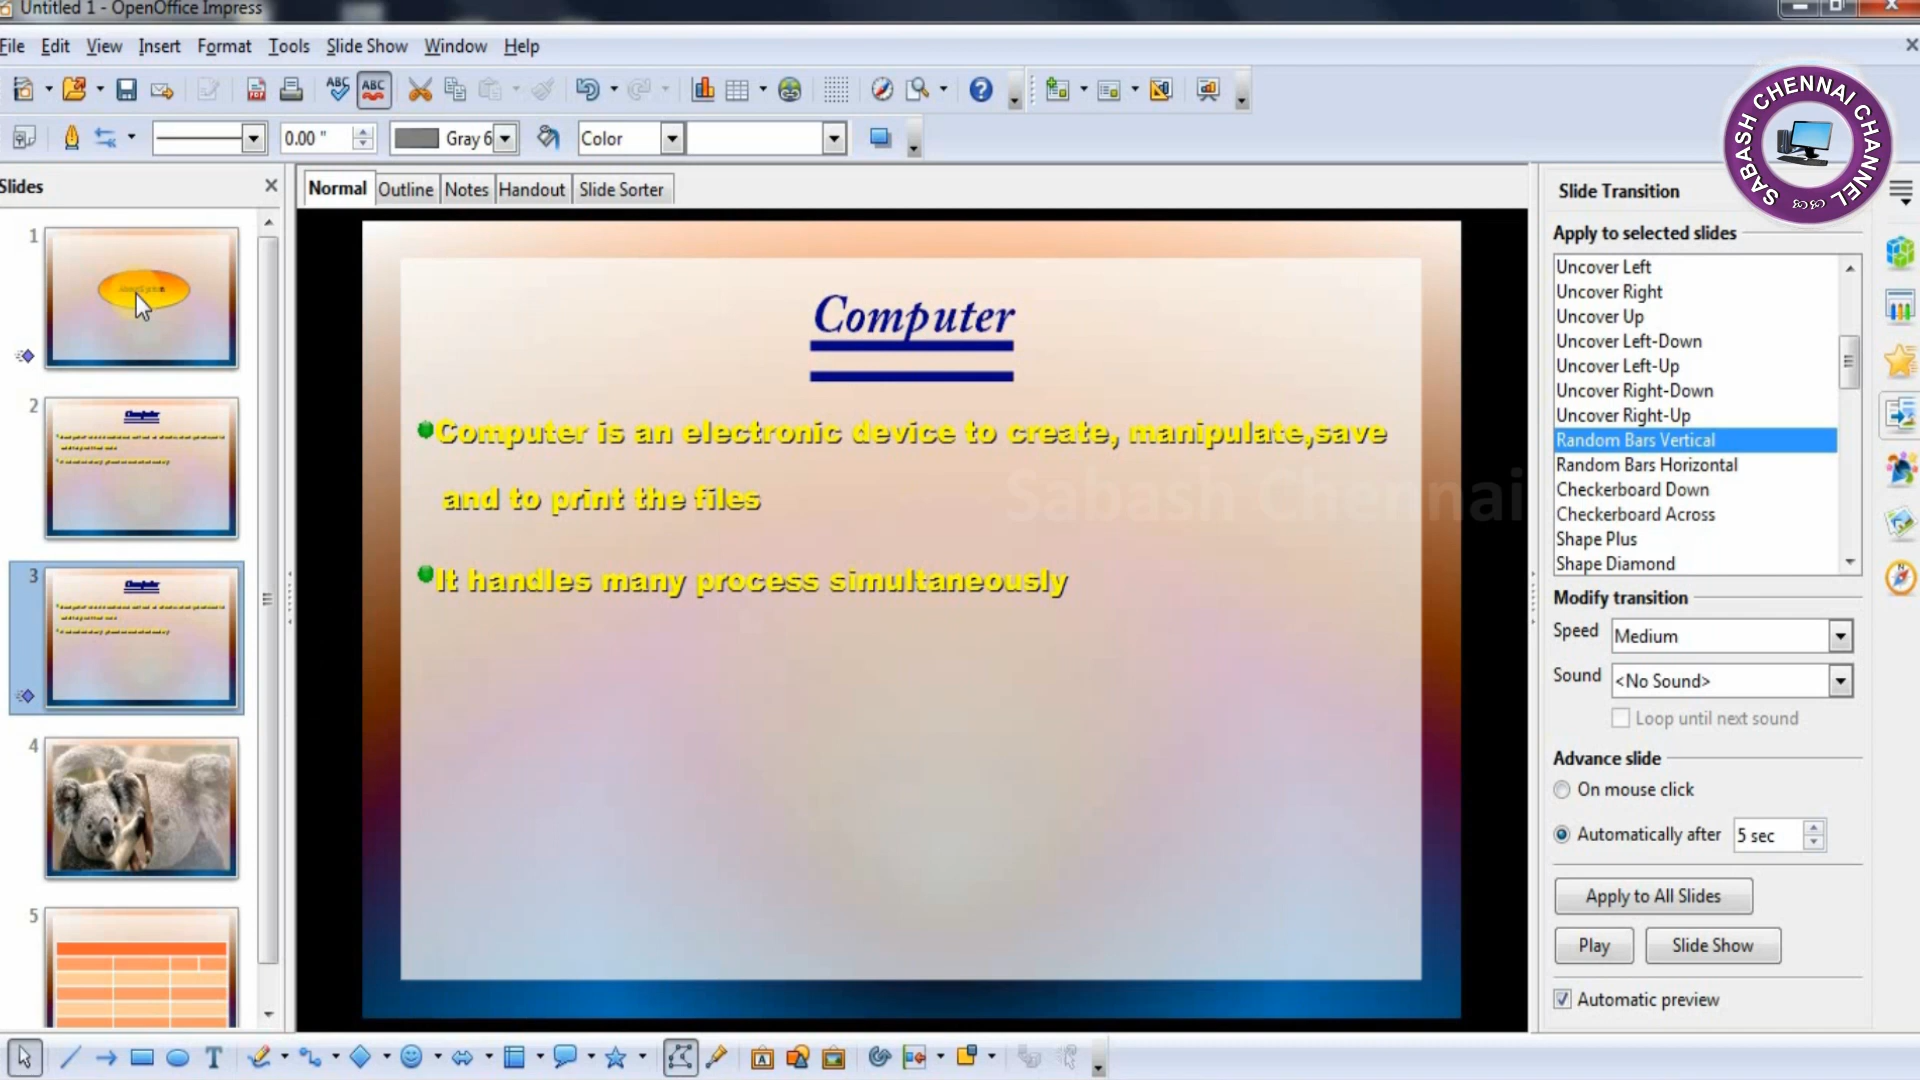 Untitled 1 - OpenOffice Impress
File Edit View Insert Format Tools Slide Show Window Help
ABC ABC
0.00 " Gray 6 Color
Slides
Normal Outline Notes Handout Slide Sorter
1
2
Computer
3
Computer
4
5
Computer
Computer is an electronic device to create, manipulate,save
and to print the files
It handles many process simultaneously
Sabash Chennai
SABASH CHENNAI CHANNEL
Slide Transition
Apply to selected slides
Uncover Left
Uncover Right
Uncover Up
Uncover Left-Down
Uncover Left-Up
Uncover Right-Down
Uncover Right-Up
Random Bars Vertical
Random Bars Horizontal
Checkerboard Down
Checkerboard Across
Shape Plus
Shape Diamond
Modify transition
Speed Medium
Sound <No Sound>
Loop until next sound
Advance slide
On mouse click
Automatically after 5 sec
Apply to All Slides
Play Slide Show
Automatic preview